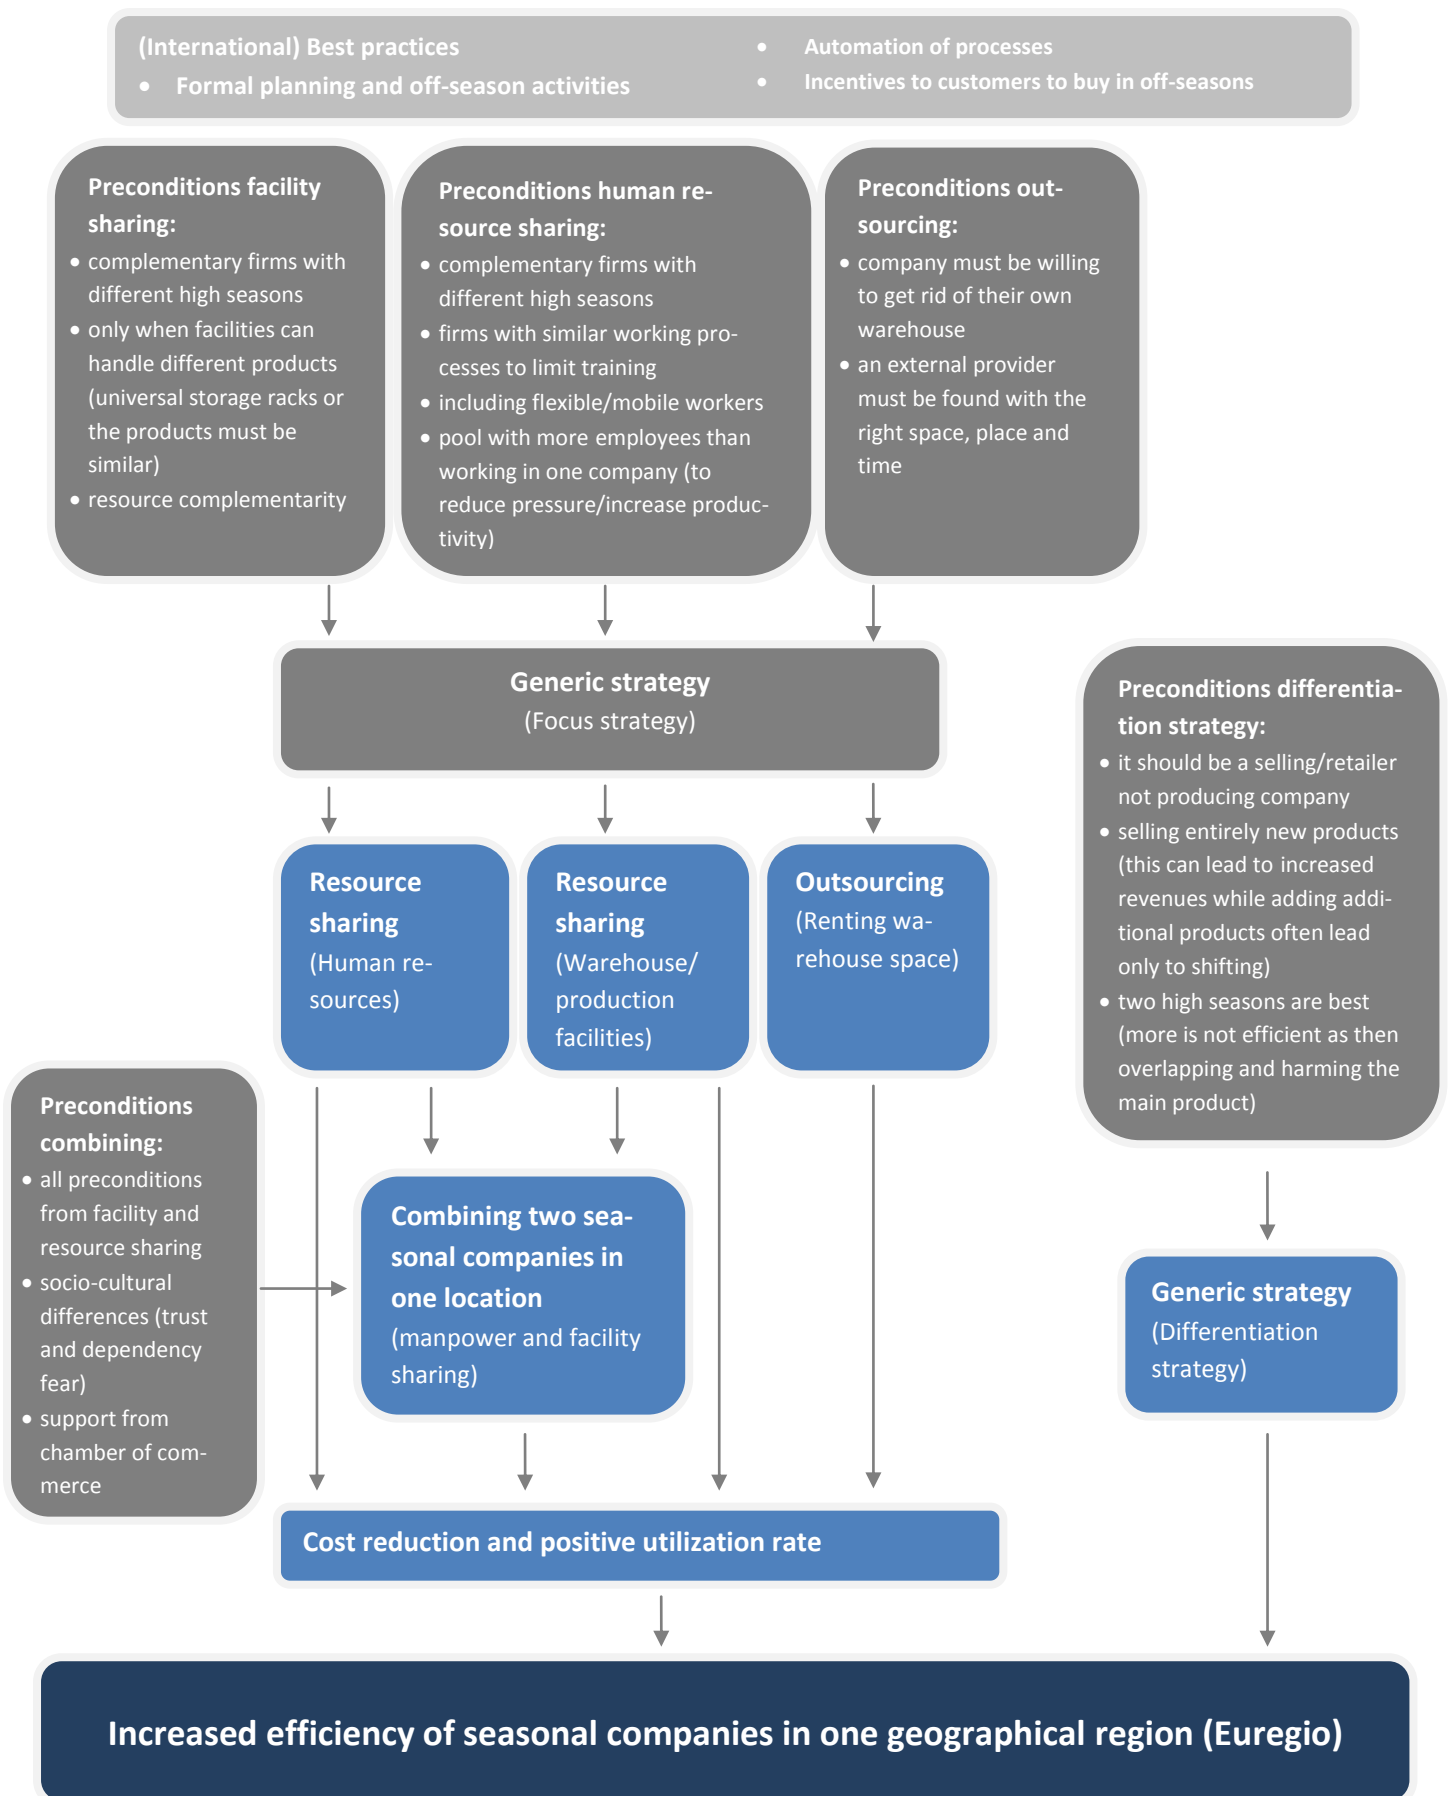 (International) Best practices
• Formal planning and off-season activities
• Automation of processes
• Incentives to customers to buy in off-seasons
Preconditions facility
sharing:
• complementary firms with
different high seasons
• only when facilities can
handle different products
(universal storage racks or
the products must be
similar)
• resource complementarity
Preconditions human re-
source sharing:
• complementary firms with
different high seasons
• firms with similar working pro-
cesses to limit training
• including flexible/mobile workers
• pool with more employees than
working in one company (to
reduce pressure/increase produc-
tivity)
Preconditions out-
sourcing:
• company must be willing
to get rid of their own
warehouse
• an external provider
must be found with the
right space, place and
time
Generic strategy
(Focus strategy)
Preconditions differentia-
tion strategy:
• it should be a selling/retailer
not producing company
• selling entirely new products
(this can lead to increased
revenues while adding addi-
tional products often lead
only to shifting)
• two high seasons are best
(more is not efficient as then
overlapping and harming the
main product)
Resource
sharing
(Human re-
sources)
Resource
sharing
(Warehouse/
production
facilities)
Outsourcing
(Renting wa-
rehouse space)
Preconditions
combining:
• all preconditions
from facility and
resource sharing
• socio-cultural
differences (trust
and dependency
fear)
• support from
chamber of com-
merce
Combining two sea-
sonal companies in
one location
(manpower and facility
sharing)
Generic strategy
(Differentiation
strategy)
Cost reduction and positive utilization rate
Increased efficiency of seasonal companies in one geographical region (Euregio)